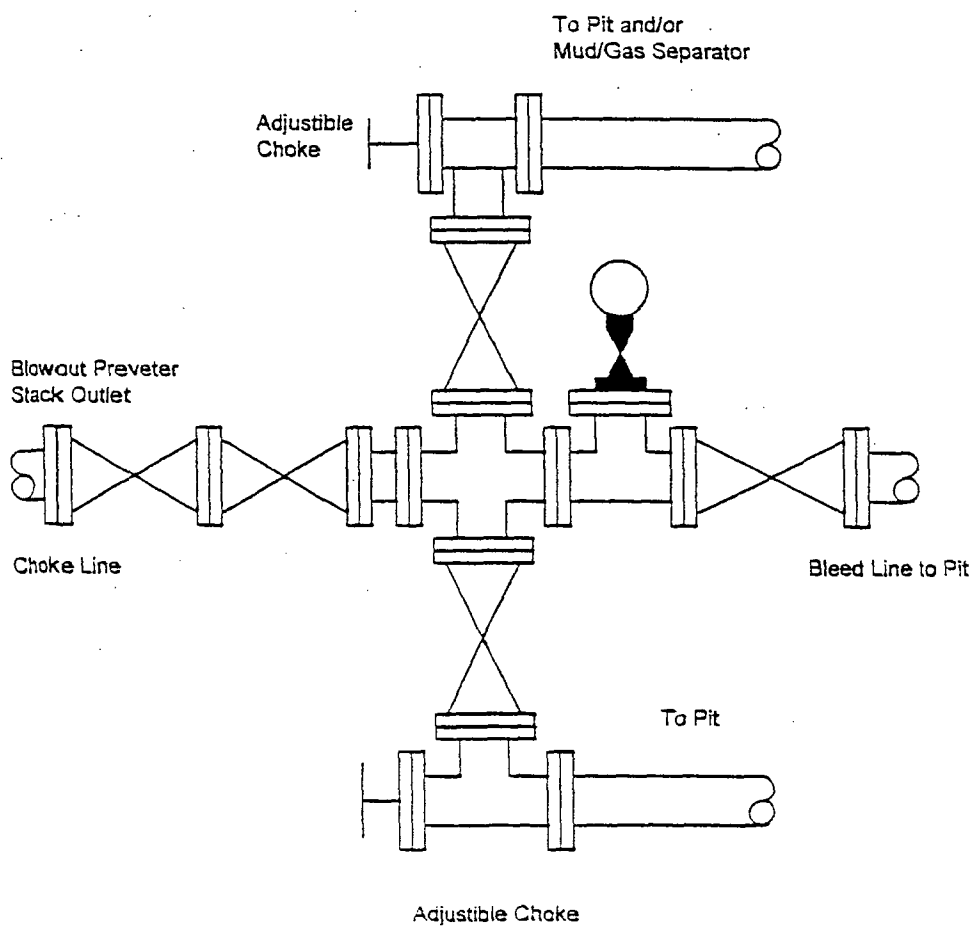 To Pit and/or
Mud/Gas Separator
Adjustible
Choke
Blowout Preveter
Stack Outlet
Choke Line
Bleed Line to Pit
To Pit
Adjustible Choke